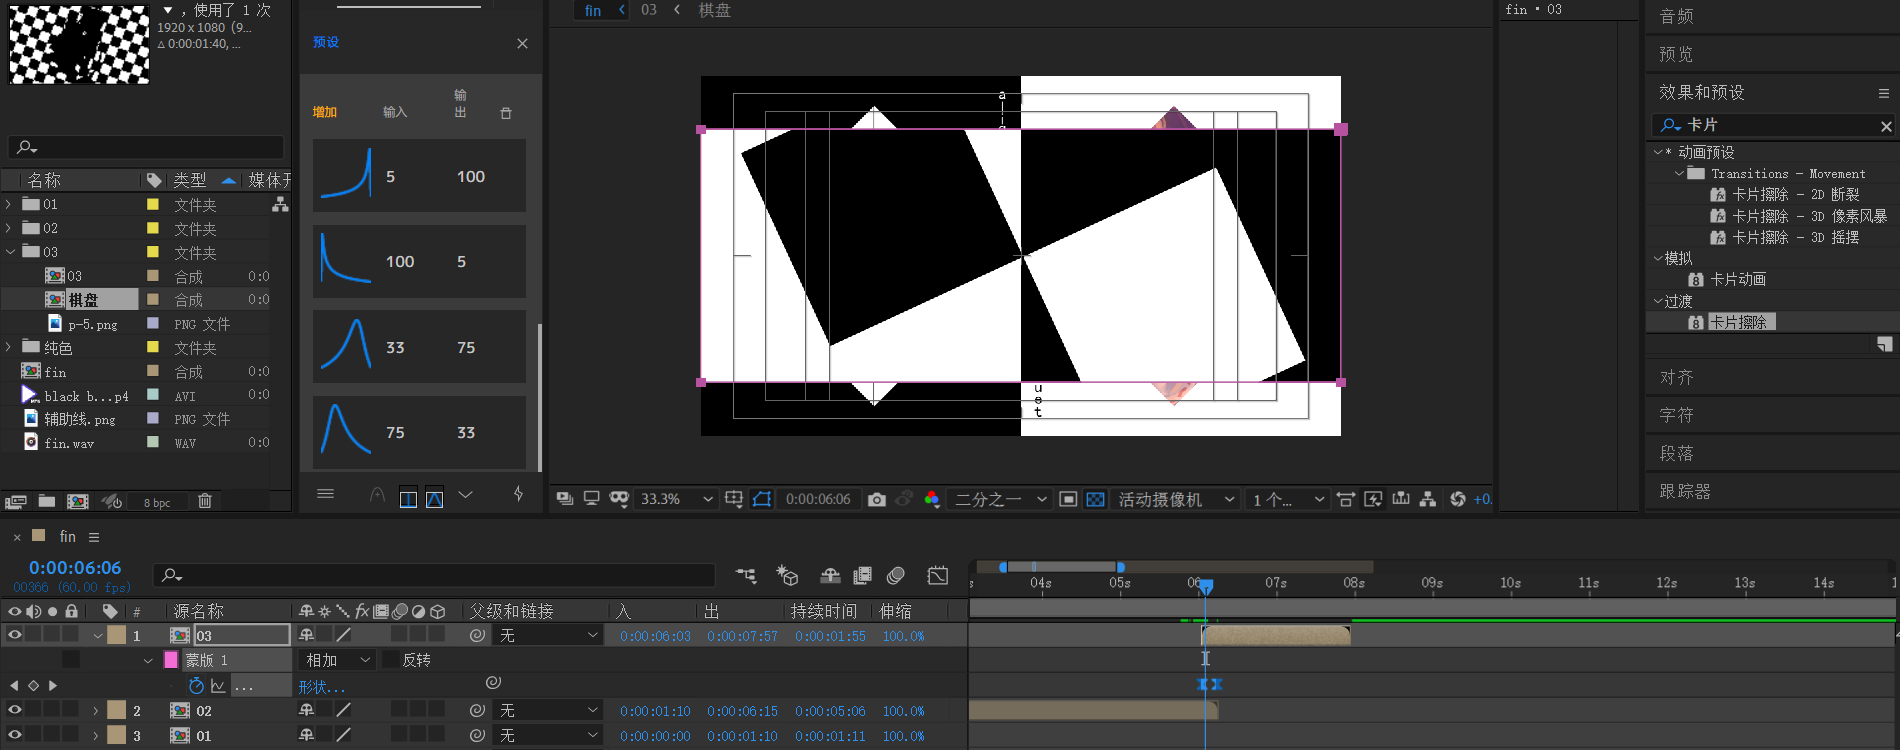 ▼ ，使用了 1 次
1920 x 1080 (9...
△ 0:00:01:40, ...
名称 类型 媒体开
01 文件夹
02 文件夹
03 文件夹
03 合成 0:0
棋盘 合成 0:0
p-5.png PNG 文件
纯色 文件夹
fin 合成 0:0
black b...p4 AVI 0:0
辅助线.png PNG 文件
fin.wav WAV 0:0
8 bpc
预设
增加 输入 输出
5 100
100 5
33 75
75 33
fin 03 棋盘
a
u
e
t
33.3% 0:00:06:06 二分之一 活动摄像机 1 个... +0.
fin · 03
音频
预览
效果和预设
卡片
* 动画预设
Transitions - Movement
卡片擦除 - 2D 断裂
卡片擦除 - 3D 像素风暴
卡片擦除 - 3D 摇摆
模拟
卡片动画
过渡
卡片擦除
对齐
字符
段落
跟踪器
× fin
0:00:06:06
00366 (60.00 fps)
s 04s 05s 06s 07s 08s 09s 10s 11s 12s 13s 14s 1
# 源名称 fx 父级和链接 入 出 持续时间 伸缩
1 03 无 0:00:06:03 0:00:07:57 0:00:01:55 100.0%
蒙版 1 相加 反转
... 形状...
2 02 无 0:00:01:10 0:00:06:15 0:00:05:06 100.0%
3 01 无 0:00:00:00 0:00:01:10 0:00:01:11 100.0%